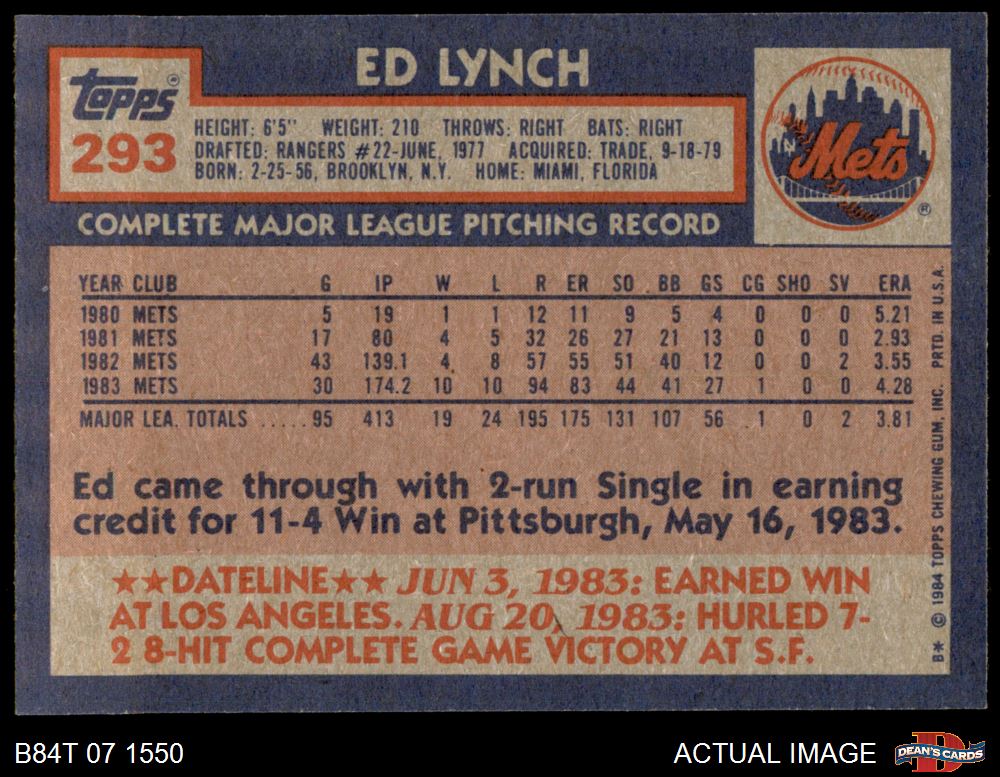 ED LYNCH
Topps®
293
HEIGHT: 6'5" WEIGHT: 210 THROWS: RIGHT BATS: RIGHT
DRAFTED: RANGERS #22-JUNE, 1977 ACQUIRED: TRADE, 9-18-79
BORN: 2-25-56, BROOKLYN, N.Y. HOME: MIAMI, FLORIDA
NY
Mets
®
COMPLETE MAJOR LEAGUE PITCHING RECORD
YEAR CLUB G IP W L R ER SO BB GS CG SHO SV ERA
1980 METS 5 19 1 1 12 11 9 5 4 0 0 0 5.21
1981 METS 17 80 4 5 32 26 27 21 13 0 0 0 2.93
1982 METS 43 139.1 4 8 57 55 51 40 12 0 0 2 3.55
1983 METS 30 174.2 10 10 94 83 44 41 27 1 0 0 4.28
MAJOR LEA. TOTALS .....95 413 19 24 195 175 131 107 56 1 0 2 3.81
Ed came through with 2-run Single in earning
credit for 11-4 Win at Pittsburgh, May 16, 1983.
★★DATELINE★★ JUN 3, 1983: EARNED WIN
AT LOS ANGELES. AUG 20, 1983: HURLED 7-
2 8-HIT COMPLETE GAME VICTORY AT S.F.
B* © 1984 TOPPS CHEWING GUM, INC. PRTD. IN U.S.A.
B84T 07 1550
ACTUAL IMAGE
DEAN'S CARDS